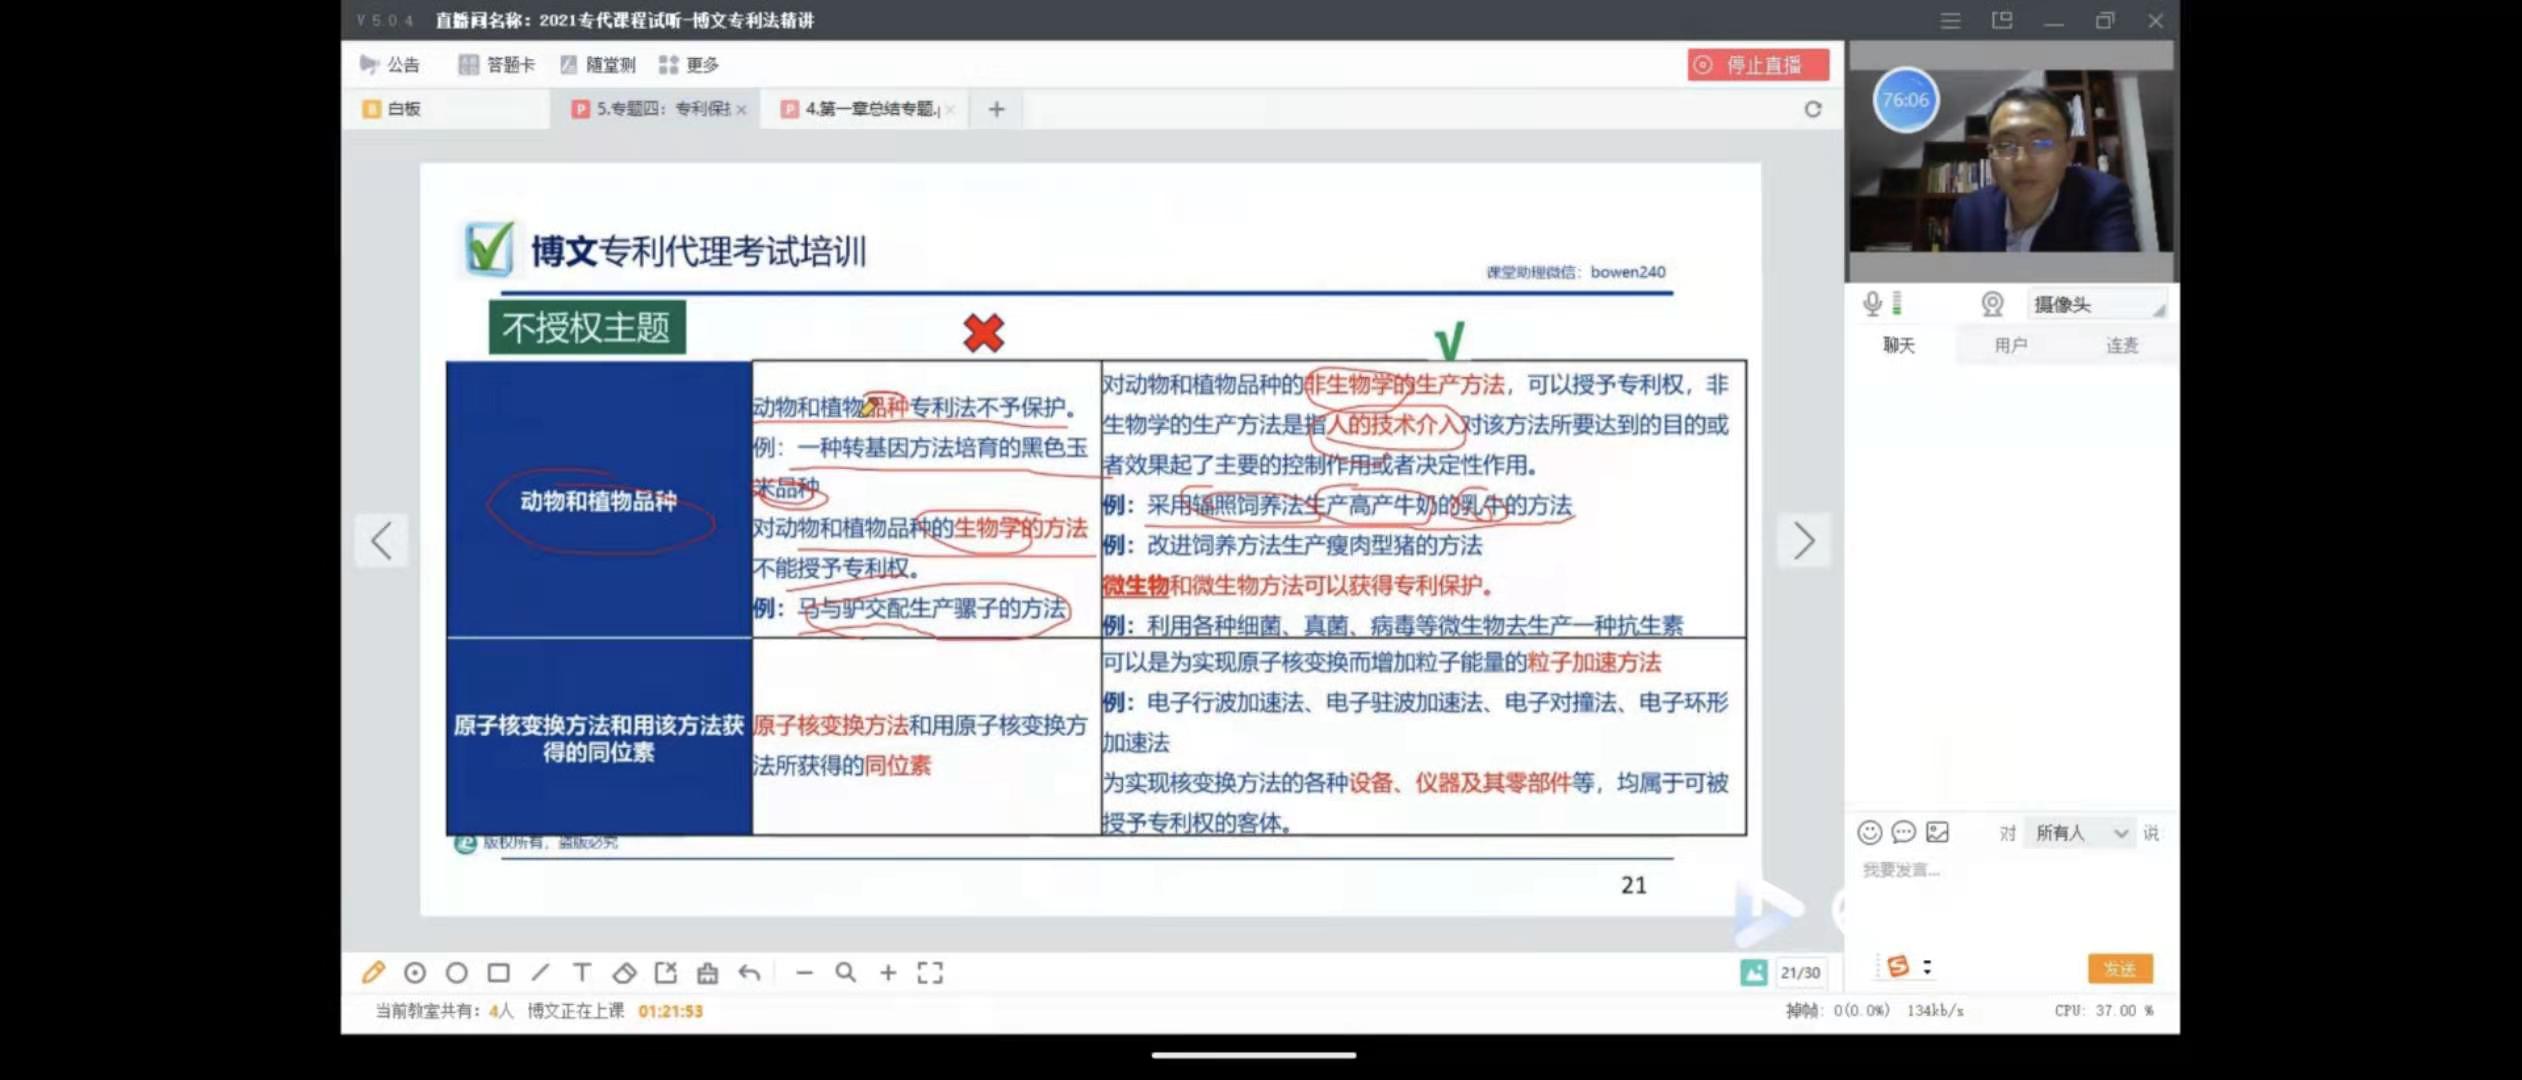 V 5.0.4 直播间名称：2021专代课程试听-博文专利法精讲
公告 答题卡 随堂测 更多
停止直播
白板 5.专题四：专利保 4.第一章总结专题.
76:06
博文专利代理考试培训
课堂助理微信：bowen240
不授权主题
动物和植物品种
动物和植物品种专利法不予保护。
例：一种转基因方法培育的黑色玉
米品种
对动物和植物品种的生物学的方法
不能授予专利权。
例：马与驴交配生产骡子的方法
对动物和植物品种的非生物学的生产方法，可以授予专利权，非
生物学的生产方法是指人的技术介入对该方法所要达到的目的或
者效果起了主要的控制作用或者决定性作用。
例：采用辐照饲养法生产高产牛奶的乳牛的方法
例：改进饲养方法生产瘦肉型猪的方法
微生物和微生物方法可以获得专利保护。
例：利用各种细菌、真菌、病毒等微生物去生产一种抗生素
原子核变换方法和用该方法获
得的同位素
原子核变换方法和用原子核变换方
法所获得的同位素
可以是为实现原子核变换而增加粒子能量的粒子加速方法
例：电子行波加速法、电子驻波加速法、电子对撞法、电子环形
加速法
为实现核变换方法的各种设备、仪器及其零部件等，均属于可被
授予专利权的客体。
版权所有，盗版必究
21
摄像头
聊天 用户 连麦
对 所有人 说
我要发言...
发送
21/30
当前教室共有：4人 博文正在上课 01:21:53
掉帧：0(0.0%) 134kb/s CPU: 37.00 %